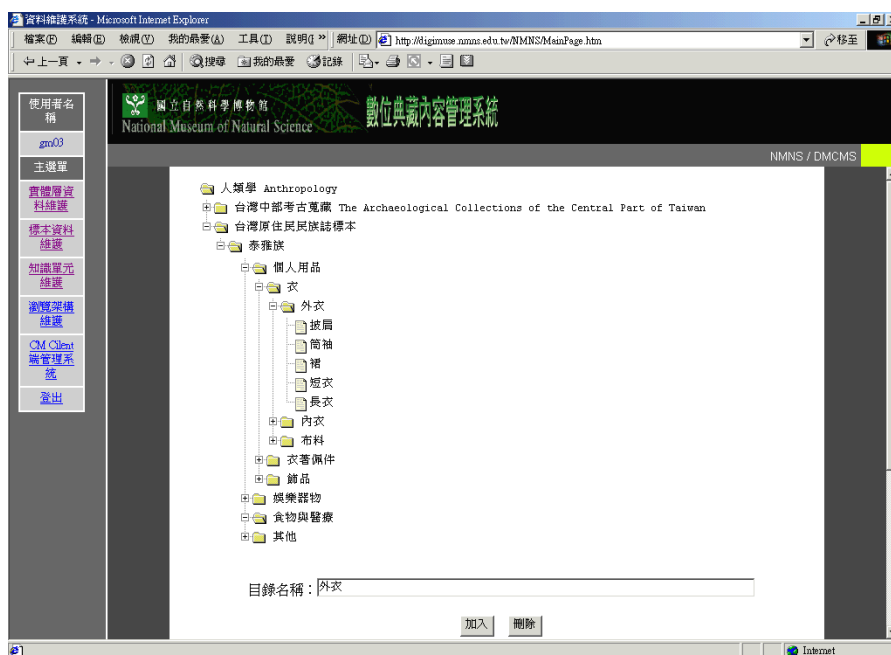 資料維護系統 - Microsoft Internet Explorer
檔案(F) 編輯(E) 檢視(V) 我的最愛(A) 工具(T) 說明( » 網址(D) http://digimuse.nmns.edu.tw/NMNS/MainPage.htm 移至
上一頁 搜尋 我的最愛 記錄
使用者名
稱
gm03
主選單
實體層資
料維護
標本資料
維護
知識單元
維護
瀏覽架構
維護
CM Cilent
端管理系
統
登出
國立自然科學博物館
National Museum of Natural Science
數位典藏內容管理系統
NMNS / DMCMS
人類學 Anthropology
台灣中部考古蒐藏 The Archaeological Collections of the Central Part of Taiwan
台灣原住民民族誌標本
泰雅族
個人用品
衣
外衣
披肩
筒袖
裙
短衣
長衣
內衣
布料
衣著佩件
飾品
娛樂器物
食物與醫療
其他
目錄名稱：外衣
加入 刪除
Internet